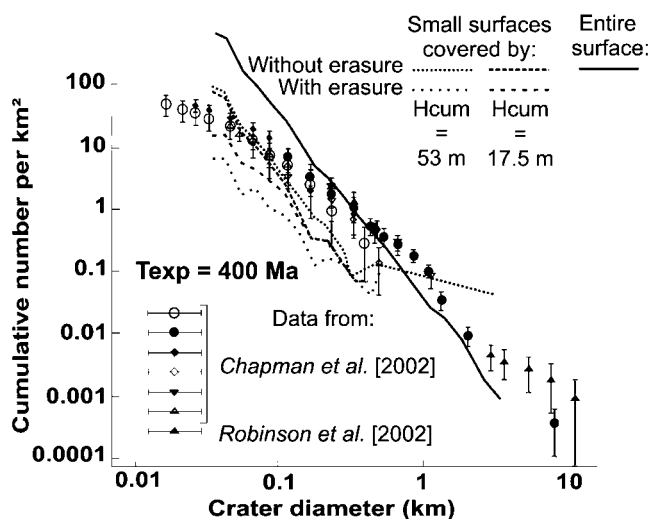 Small surfaces covered by:
Entire surface:
Without erasure
With erasure
Hcum = 53 m
Hcum = 17.5 m
Cumulative number per km²
100
10
1
0.1
0.01
0.001
0.0001
Texp = 400 Ma
Data from:
Chapman et al. [2002]
Robinson et al. [2002]
0.01
0.1
1
10
Crater diameter (km)